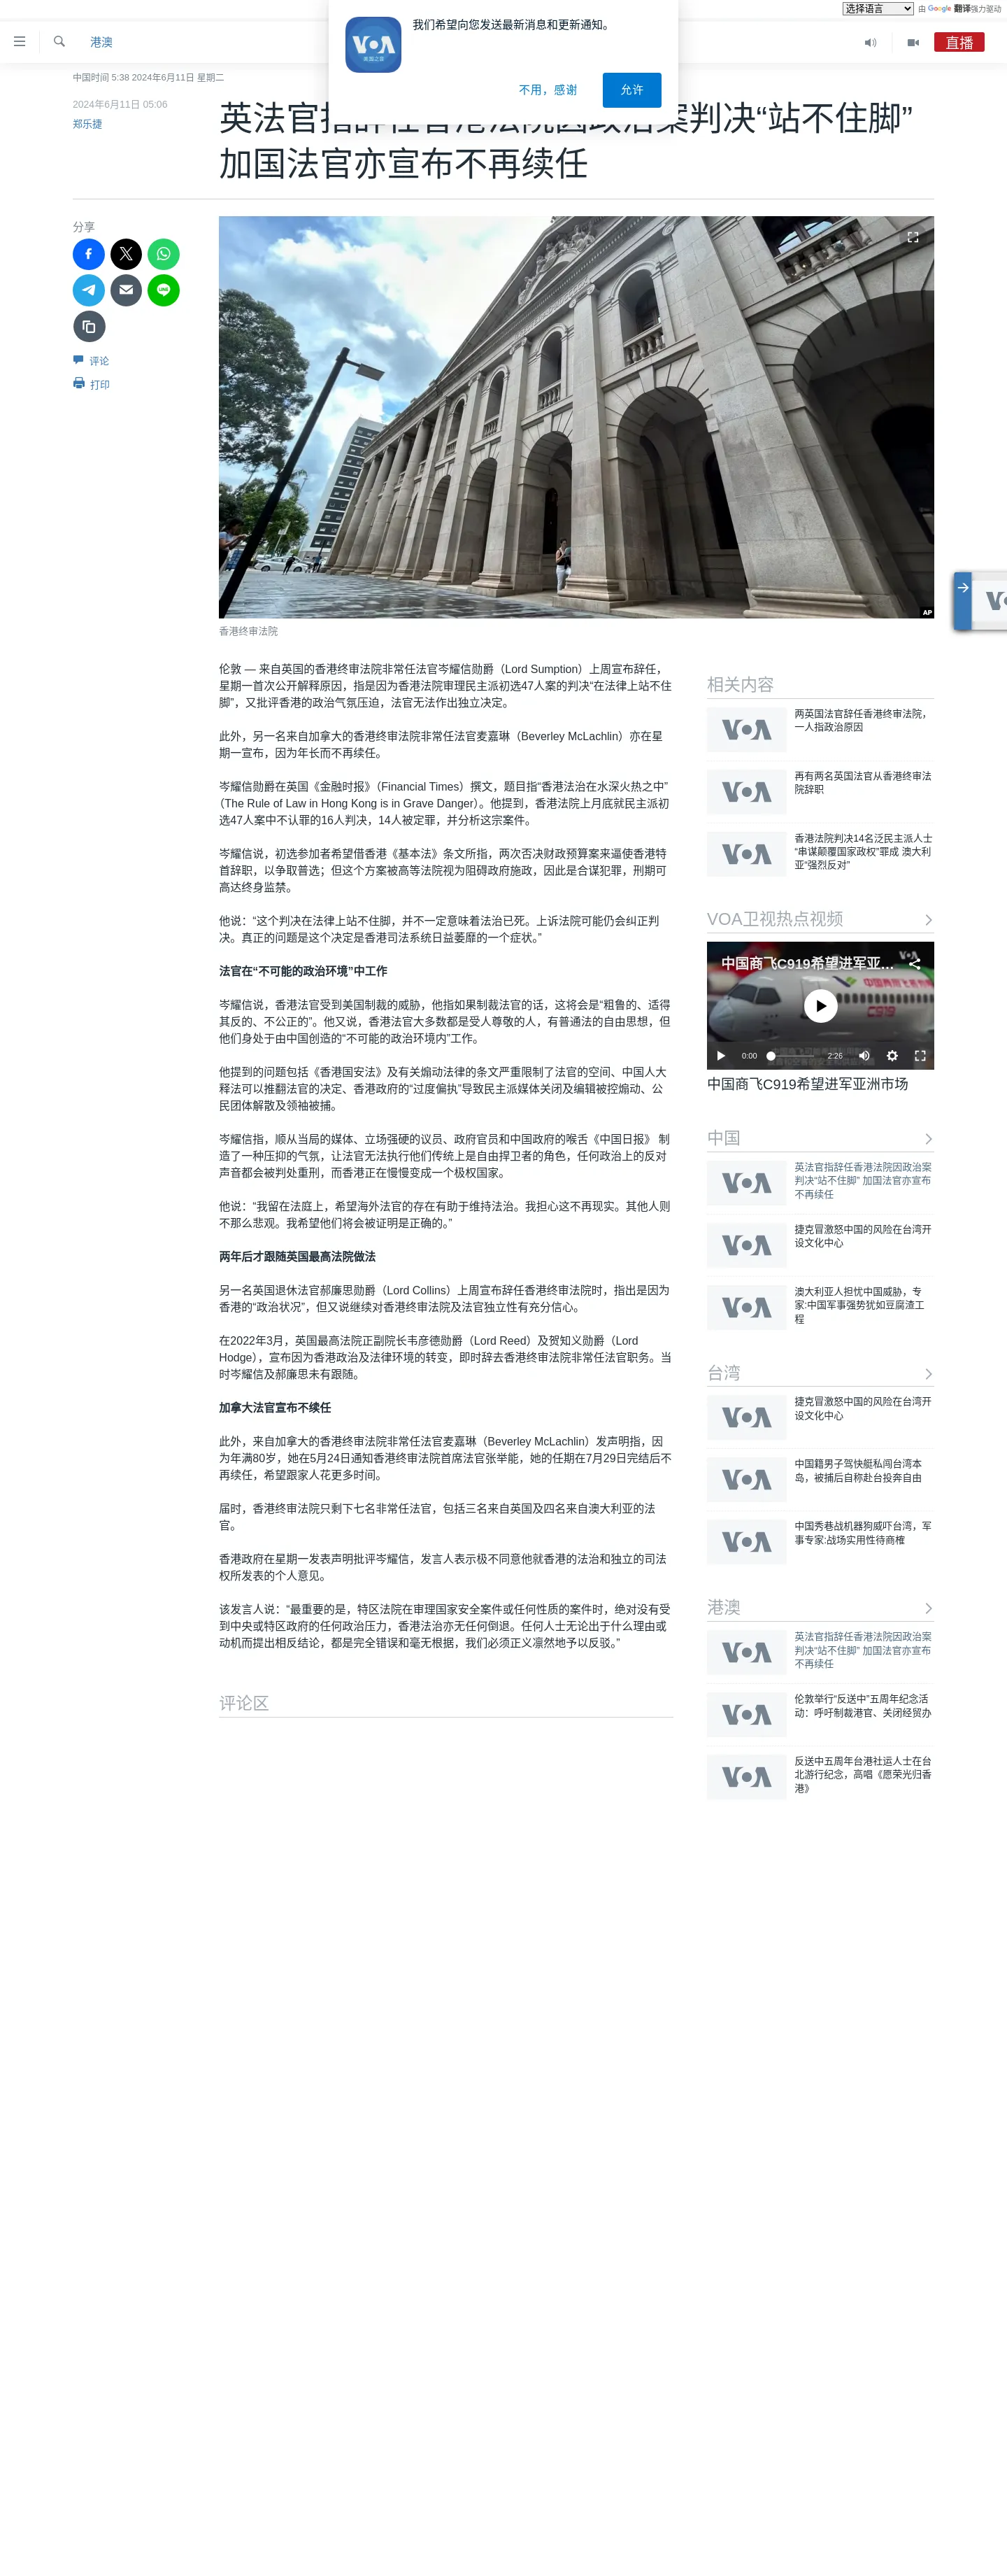 选择语言 由 Google 翻译强力驱动
我们希望向您发送最新消息和更新通知。
VOA
美国之音
不用，感谢 允许
港澳
直播
中国时间 5:38 2024年6月11日 星期二
2024年6月11日 05:06
郑乐捷
英法官指辞任香港法院因政治案判决“站不住脚”
加国法官亦宣布不再续任
分享
评论
打印
AP
香港终审法院
伦敦 — 来自英国的香港终审法院非常任法官岑耀信勋爵（Lord Sumption）上周宣布辞任，
星期一首次公开解释原因，指是因为香港法院审理民主派初选47人案的判决“在法律上站不住
脚”，又批评香港的政治气氛压迫，法官无法作出独立决定。
此外，另一名来自加拿大的香港终审法院非常任法官麦嘉琳（Beverley McLachlin）亦在星
期一宣布，因为年长而不再续任。
岑耀信勋爵在英国《金融时报》（Financial Times）撰文，题目指“香港法治在水深火热之中”
（The Rule of Law in Hong Kong is in Grave Danger）。他提到，香港法院上月底就民主派初
选47人案中不认罪的16人判决，14人被定罪，并分析这宗案件。
岑耀信说，初选参加者希望借香港《基本法》条文所指，两次否决财政预算案来逼使香港特
首辞职，以争取普选；但这个方案被高等法院视为阻碍政府施政，因此是合谋犯罪，刑期可
高达终身监禁。
他说：“这个判决在法律上站不住脚，并不一定意味着法治已死。上诉法院可能仍会纠正判
决。真正的问题是这个决定是香港司法系统日益萎靡的一个症状。”
法官在“不可能的政治环境”中工作
岑耀信说，香港法官受到美国制裁的威胁，他指如果制裁法官的话，这将会是“粗鲁的、适得
其反的、不公正的”。他又说，香港法官大多数都是受人尊敬的人，有普通法的自由思想，但
他们身处于由中国创造的“不可能的政治环境内”工作。
他提到的问题包括《香港国安法》及有关煽动法律的条文严重限制了法官的空间、中国人大
释法可以推翻法官的决定、香港政府的“过度偏执”导致民主派媒体关闭及编辑被控煽动、公
民团体解散及领袖被捕。
岑耀信指，顺从当局的媒体、立场强硬的议员、政府官员和中国政府的喉舌《中国日报》 制
造了一种压抑的气氛，让法官无法执行他们传统上是自由捍卫者的角色，任何政治上的反对
声音都会被判处重刑，而香港正在慢慢变成一个极权国家。
他说：“我留在法庭上，希望海外法官的存在有助于维持法治。我担心这不再现实。其他人则
不那么悲观。我希望他们将会被证明是正确的。”
两年后才跟随英国最高法院做法
另一名英国退休法官郝廉思勋爵（Lord Collins）上周宣布辞任香港终审法院时，指出是因为
香港的“政治状况”，但又说继续对香港终审法院及法官独立性有充分信心。
在2022年3月，英国最高法院正副院长韦彦德勋爵（Lord Reed）及贺知义勋爵（Lord
Hodge），宣布因为香港政治及法律环境的转变，即时辞去香港终审法院非常任法官职务。当
时岑耀信及郝廉思未有跟随。
加拿大法官宣布不续任
此外，来自加拿大的香港终审法院非常任法官麦嘉琳（Beverley McLachlin）发声明指，因
为年满80岁，她在5月24日通知香港终审法院首席法官张举能，她的任期在7月29日完结后不
再续任，希望跟家人花更多时间。
届时，香港终审法院只剩下七名非常任法官，包括三名来自英国及四名来自澳大利亚的法
官。
香港政府在星期一发表声明批评岑耀信，发言人表示极不同意他就香港的法治和独立的司法
权所发表的个人意见。
该发言人说：“最重要的是，特区法院在审理国家安全案件或任何性质的案件时，绝对没有受
到中央或特区政府的任何政治压力，香港法治亦无任何倒退。任何人士无论出于什么理由或
动机而提出相反结论，都是完全错误和毫无根据，我们必须正义凛然地予以反驳。”
评论区
相关内容
VOA
两英国法官辞任香港终审法院，
一人指政治原因
VOA
再有两名英国法官从香港终审法
院辞职
VOA
香港法院判决14名泛民主派人士
“串谋颠覆国家政权”罪成 澳大利
亚“强烈反对”
VOA卫视热点视频
中国商飞C919希望进军亚…
VOA
C919
0:00 2:26
中国商飞C919希望进军亚洲市场
中国
VOA
英法官指辞任香港法院因政治案
判决“站不住脚” 加国法官亦宣布
不再续任
VOA
捷克冒激怒中国的风险在台湾开
设文化中心
VOA
澳大利亚人担忧中国威胁，专
家:中国军事强势犹如豆腐渣工
程
台湾
VOA
捷克冒激怒中国的风险在台湾开
设文化中心
VOA
中国籍男子驾快艇私闯台湾本
岛，被捕后自称赴台投奔自由
VOA
中国秀巷战机器狗威吓台湾，军
事专家:战场实用性待商榷
港澳
VOA
英法官指辞任香港法院因政治案
判决“站不住脚” 加国法官亦宣布
不再续任
VOA
伦敦举行“反送中”五周年纪念活
动：呼吁制裁港官、关闭经贸办
VOA
反送中五周年台港社运人士在台
北游行纪念，高唱《愿荣光归香
港》